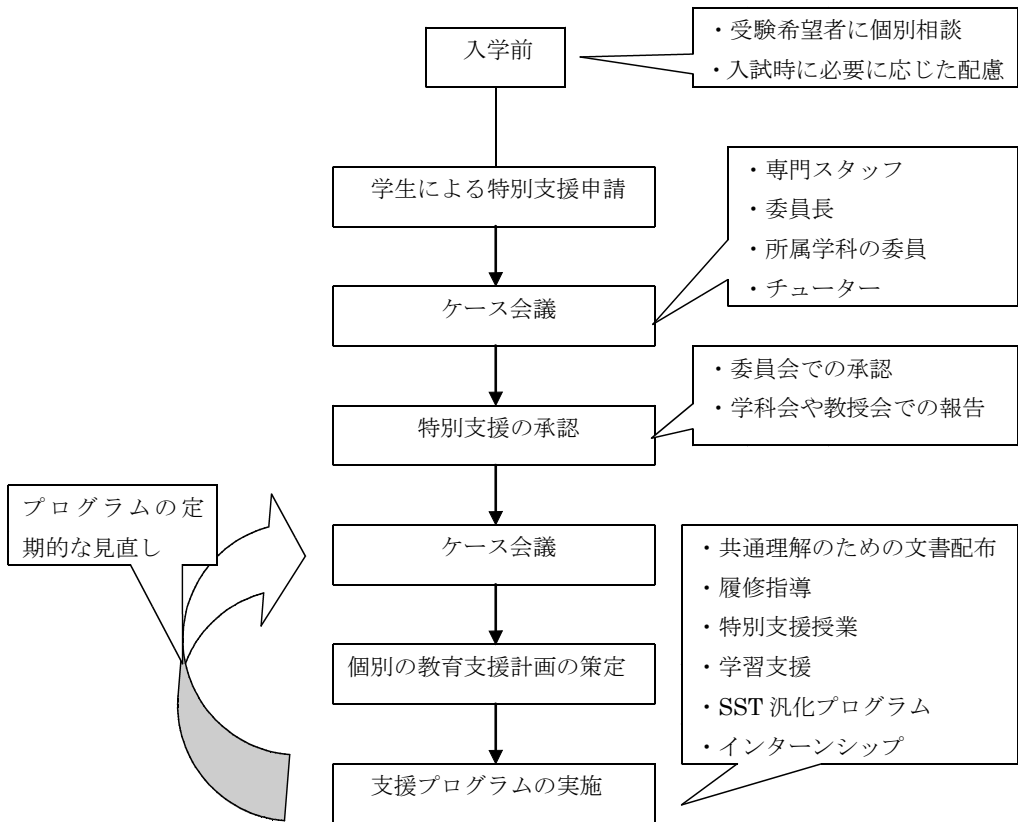 入学前
・受験希望者に個別相談
・入試時に必要に応じた配慮
学生による特別支援申請
・専門スタッフ
・委員長
・所属学科の委員
・チューター
ケース会議
・委員会での承認
・学科会や教授会での報告
特別支援の承認
プログラムの定
期的な見直し
ケース会議
・共通理解のための文書配布
・履修指導
・特別支援授業
・学習支援
・SST 汎化プログラム
・インターンシップ
個別の教育支援計画の策定
支援プログラムの実施